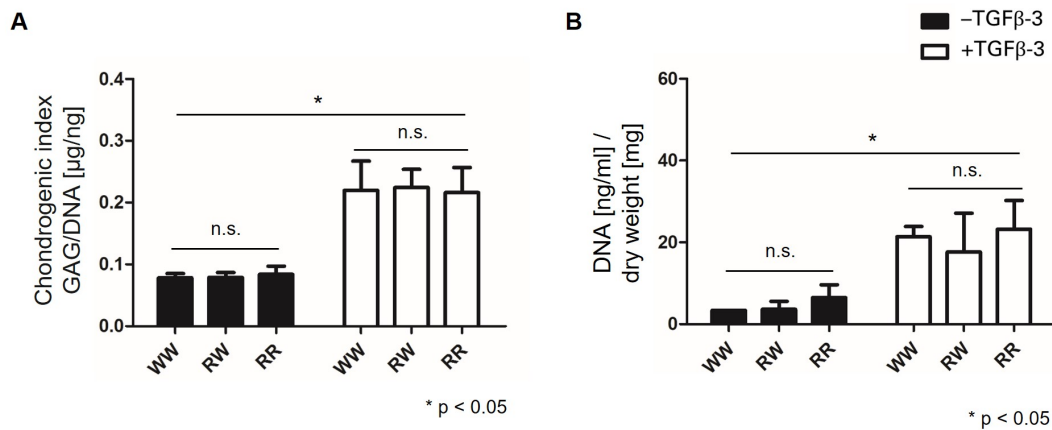 A
Chondrogenic index
GAG/DNA [µg/ng]
0.4
0.3
0.2
0.1
0.0
*
n.s.
n.s.
WW
RW
RR
WW
RW
RR
* p < 0.05
B
–TGFβ-3
+TGFβ-3
DNA [ng/ml] /
dry weight [mg]
60
40
20
0
*
n.s.
n.s.
WW
RW
RR
WW
RW
RR
* p < 0.05